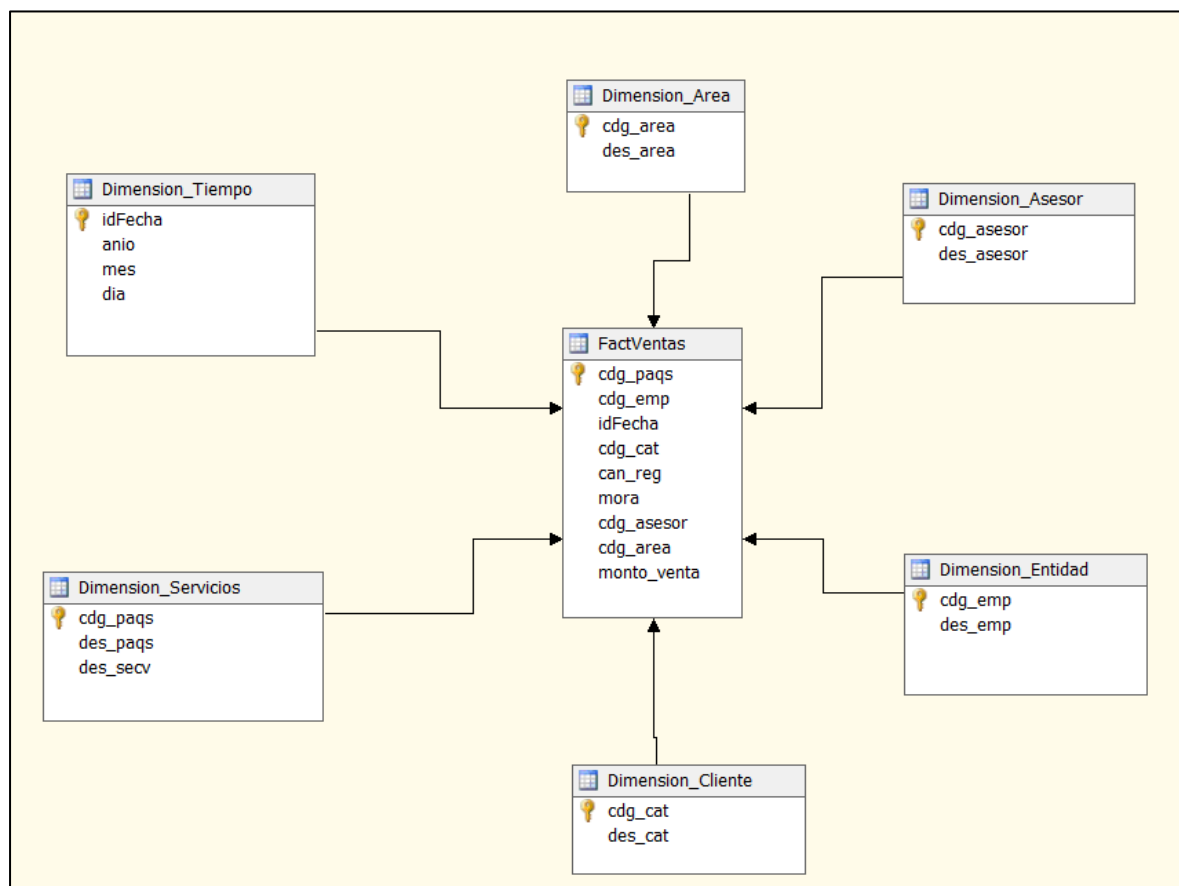 Dimension_Area
cdg_area
des_area
Dimension_Tiempo
idFecha
anio
mes
dia
Dimension_Asesor
cdg_asesor
des_asesor
FactVentas
cdg_paqs
cdg_emp
idFecha
cdg_cat
can_reg
mora
cdg_asesor
cdg_area
monto_venta
Dimension_Servicios
cdg_paqs
des_paqs
des_secv
Dimension_Entidad
cdg_emp
des_emp
Dimension_Cliente
cdg_cat
des_cat